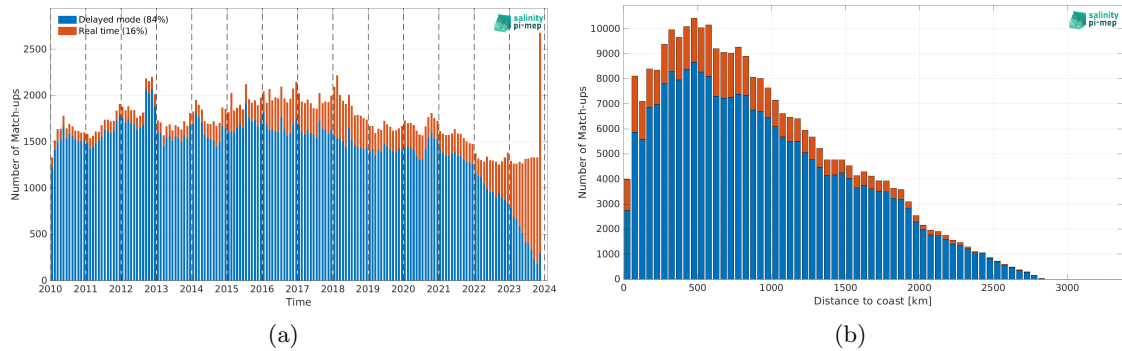 Delayed mode (84%)
Real time (16%)
salinity
pi-mep
2500
2000
1500
1000
500
0
Number of Match-ups
2010 2011 2012 2013 2014 2015 2016 2017 2018 2019 2020 2021 2022 2023 2024
Time
(a)
salinity
pi-mep
10000
9000
8000
7000
6000
5000
4000
3000
2000
1000
0
Number of Match-ups
0 500 1000 1500 2000 2500 3000
Distance to coast [km]
(b)